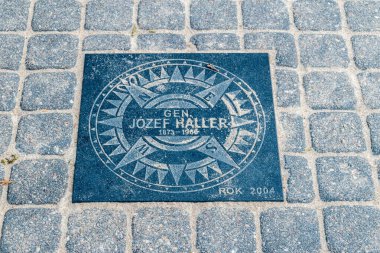 GEN.
JÓZEF HALLER
1873 - 1960
ROK 2004